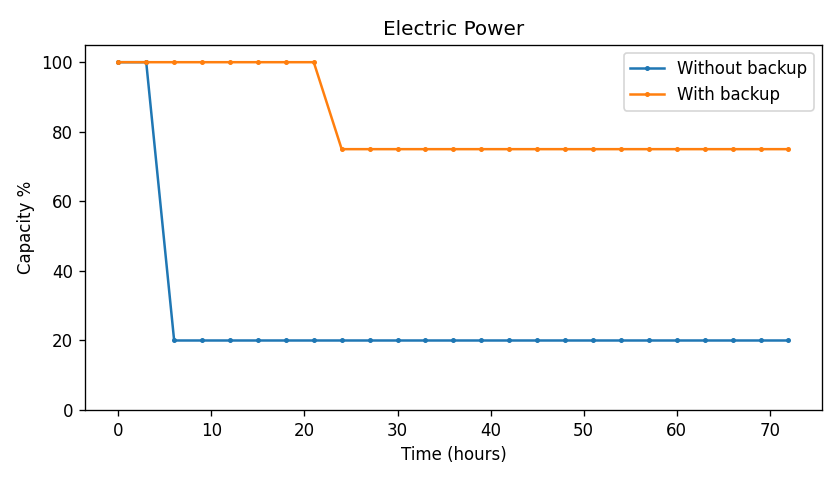 Electric Power
Without backup
With backup
Capacity %
100
80
60
40
20
0
0 10 20 30 40 50 60 70
Time (hours)